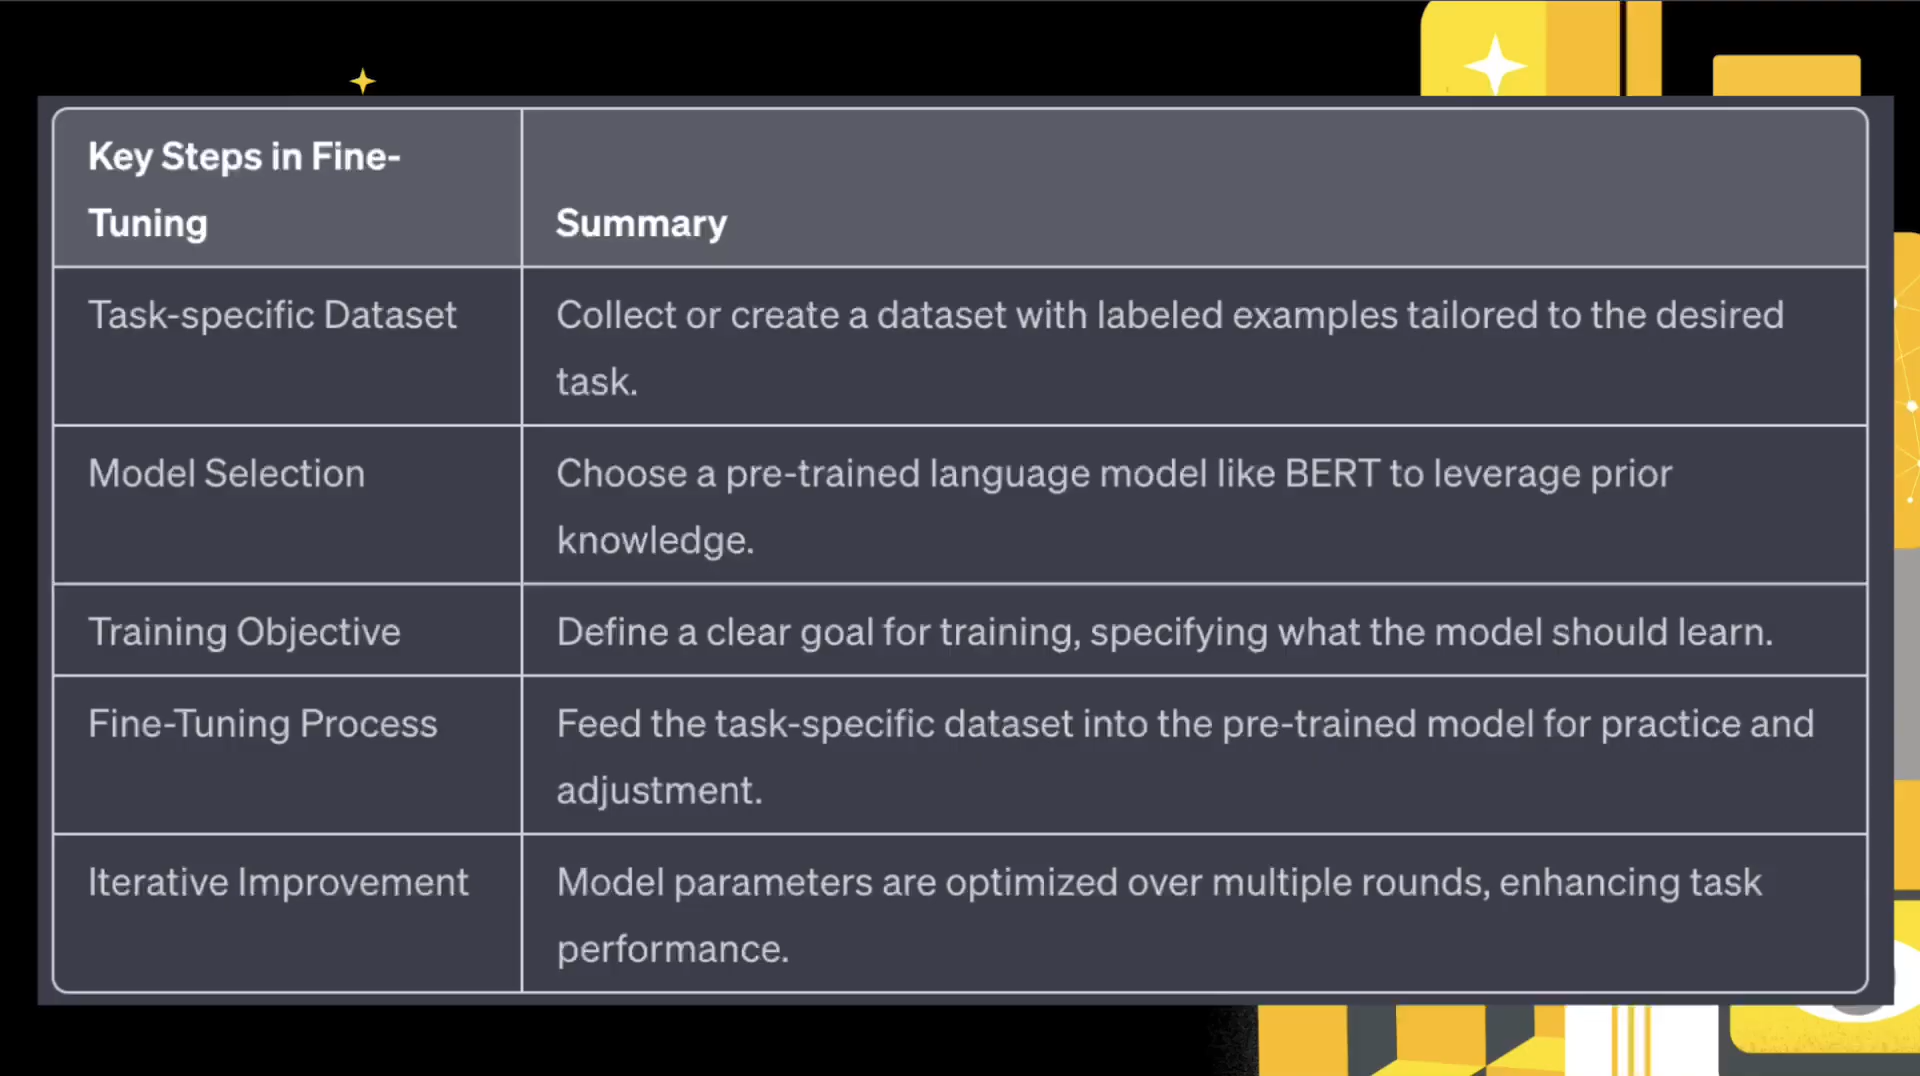 Key Steps in Fine-
Tuning
Summary
Task-specific Dataset
Collect or create a dataset with labeled examples tailored to the desired
task.
Model Selection
Choose a pre-trained language model like BERT to leverage prior
knowledge.
Training Objective
Define a clear goal for training, specifying what the model should learn.
Fine-Tuning Process
Feed the task-specific dataset into the pre-trained model for practice and
adjustment.
Iterative Improvement
Model parameters are optimized over multiple rounds, enhancing task
performance.